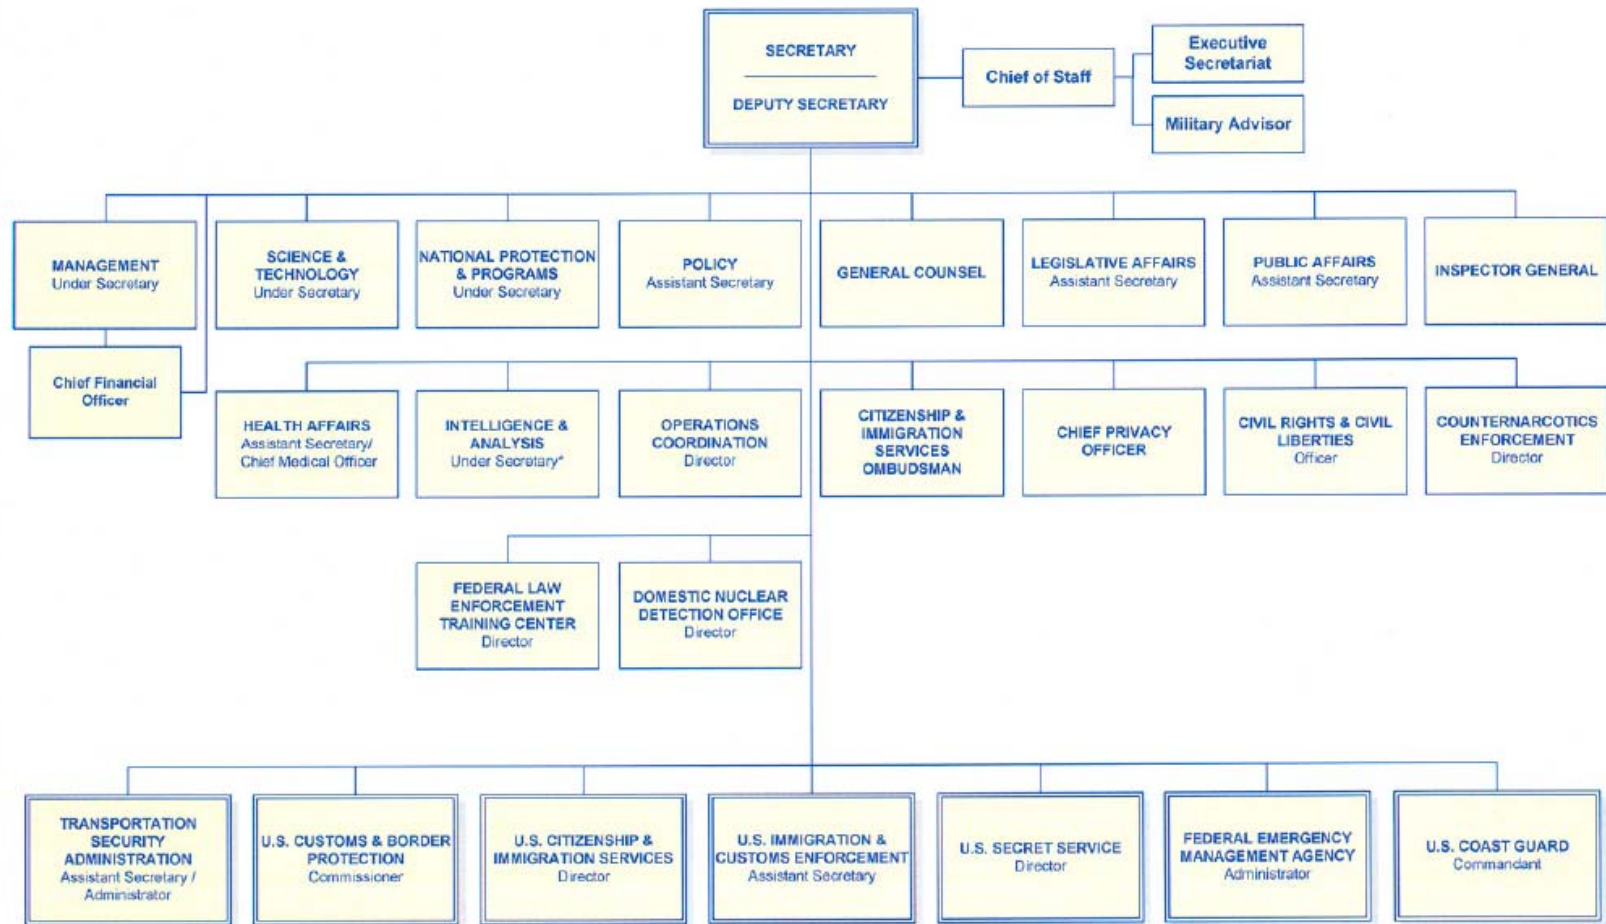 SECRETARY
DEPUTY SECRETARY
Chief of Staff
Executive
Secretariat
Military Advisor
MANAGEMENT
Under Secretary
SCIENCE &
TECHNOLOGY
Under Secretary
NATIONAL PROTECTION
& PROGRAMS
Under Secretary
POLICY
Assistant Secretary
GENERAL COUNSEL
LEGISLATIVE AFFAIRS
Assistant Secretary
PUBLIC AFFAIRS
Assistant Secretary
INSPECTOR GENERAL
Chief Financial
Officer
HEALTH AFFAIRS
Assistant Secretary/
Chief Medical Officer
INTELLIGENCE &
ANALYSIS
Under Secretary*
OPERATIONS
COORDINATION
Director
CITIZENSHIP &
IMMIGRATION
SERVICES
OMBUDSMAN
CHIEF PRIVACY
OFFICER
CIVIL RIGHTS & CIVIL
LIBERTIES
Officer
COUNTERNARCOTICS
ENFORCEMENT
Director
FEDERAL LAW
ENFORCEMENT
TRAINING CENTER
Director
DOMESTIC NUCLEAR
DETECTION OFFICE
Director
TRANSPORTATION
SECURITY
ADMINISTRATION
Assistant Secretary /
Administrator
U.S. CUSTOMS & BORDER
PROTECTION
Commissioner
U.S. CITIZENSHIP &
IMMIGRATION SERVICES
Director
U.S. IMMIGRATION &
CUSTOMS ENFORCEMENT
Assistant Secretary
U.S. SECRET SERVICE
Director
FEDERAL EMERGENCY
MANAGEMENT AGENCY
Administrator
U.S. COAST GUARD
Commandant